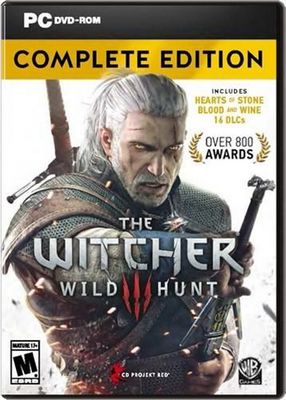 PC DVD-ROM
COMPLETE EDITION
INCLUDES
HEARTS OF STONE
BLOOD AND WINE
16 DLCs
OVER 800
AWARDS
THE
WITCHER
III
WILD HUNT
MATURE 17+
M
CD PROJEKT RED
WB
GAMES